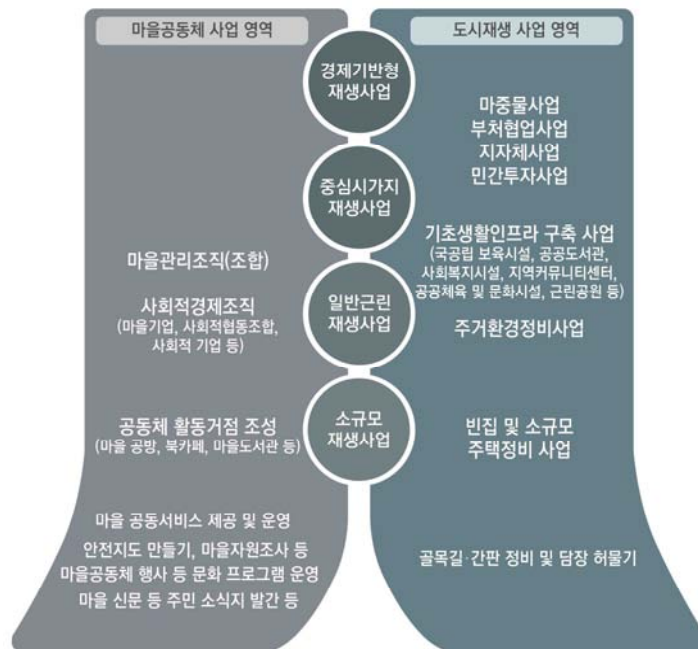 마을공동체 사업 영역
도시재생 사업 영역
경제기반형
재생사업
중심시가지
재생사업
일반근린
재생사업
소규모
재생사업
마을관리조직(조합)
사회적경제조직
(마을기업, 사회적협동조합,
사회적 기업 등)
공동체 활동거점 조성
(마을 공방, 북카페, 마을도서관 등)
마을 공동서비스 제공 및 운영
안전지도 만들기, 마을자원조사 등
마을공동체 행사 등 문화 프로그램 운영
마을 신문 등 주민 소식지 발간 등
마중물사업
부처협업사업
지자체사업
민간투자사업
기초생활인프라 구축 사업
(국공립 보육시설, 공공도서관,
사회복지시설, 지역커뮤니티센터,
공공체육 및 문화시설, 근린공원 등)
주거환경정비사업
빈집 및 소규모
주택정비 사업
골목길·간판 정비 및 담장 허물기